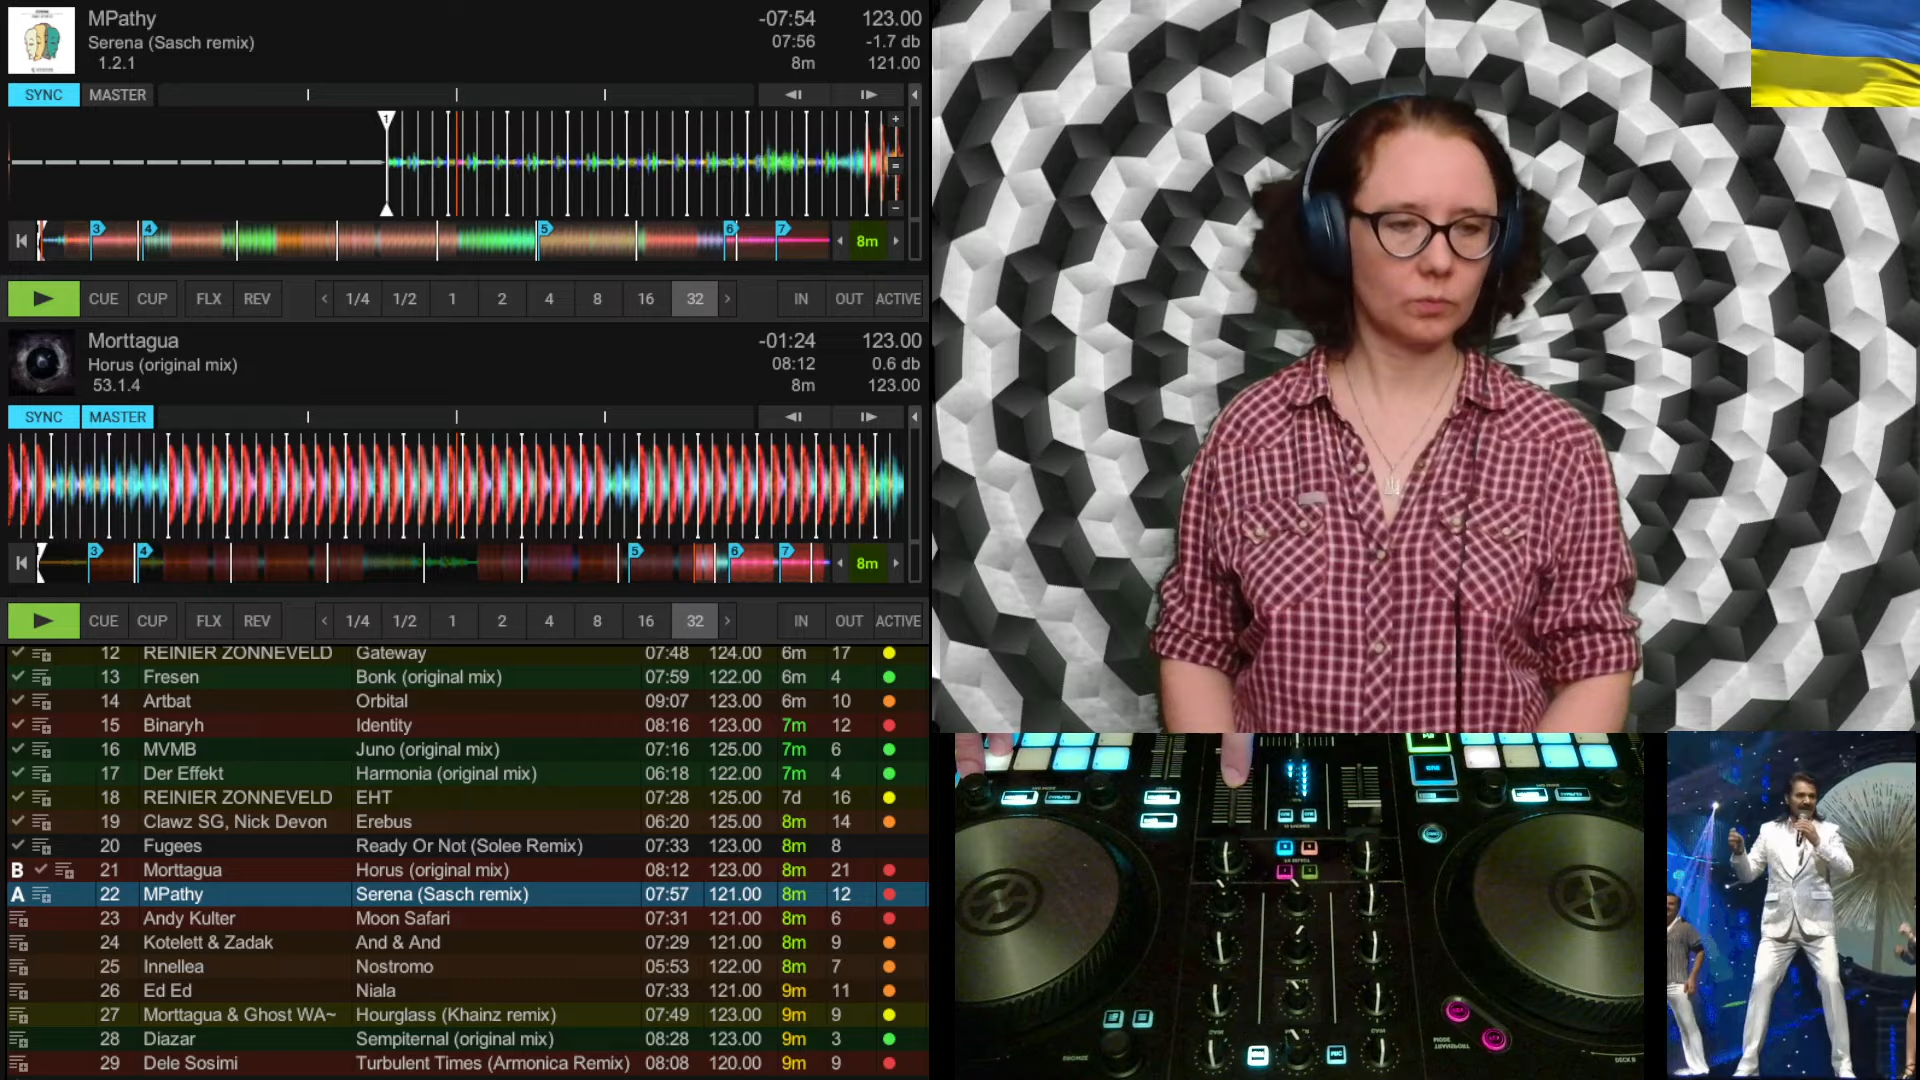 MPathy -07:54 123.00
Serena (Sasch remix) 07:56 -1.7 db
1.2.1 8m 121.00
SYNC MASTER
1
3 4 5 6 7 8m
CUE CUP FLX REV 1/4 1/2 1 2 4 8 16 32 IN OUT ACTIVE
Morttagua -01:24 123.00
Horus (original mix) 08:12 0.6 db
53.1.4 8m 123.00
SYNC MASTER
3 4 5 6 7 8m
CUE CUP FLX REV 1/4 1/2 1 2 4 8 16 32 IN OUT ACTIVE
12 REINIER ZONNEVELD Gateway 07:48 124.00 6m 17
13 Fresen Bonk (original mix) 07:59 122.00 6m 4
14 Artbat Orbital 09:07 123.00 6m 10
15 Binaryh Identity 08:16 123.00 7m 12
16 MVMB Juno (original mix) 07:16 125.00 7m 6
17 Der Effekt Harmonia (original mix) 06:18 122.00 7m 4
18 REINIER ZONNEVELD EHT 07:28 125.00 7d 16
19 Clawz SG, Nick Devon Erebus 06:20 125.00 8m 14
20 Fugees Ready Or Not (Solee Remix) 07:33 123.00 8m 8
B 21 Morttagua Horus (original mix) 08:12 123.00 8m 21
A 22 MPathy Serena (Sasch remix) 07:57 121.00 8m 12
23 Andy Kulter Moon Safari 07:31 121.00 8m 6
24 Kotelett & Zadak And & And 07:29 121.00 8m 9
25 Innellea Nostromo 05:53 122.00 8m 7
26 Ed Ed Niala 07:33 121.00 9m 11
27 Morttagua & Ghost WA~ Hourglass (Khainz remix) 07:49 123.00 9m 9
28 Diazar Sempiternal (original mix) 08:28 123.00 9m 3
29 Dele Sosimi Turbulent Times (Armonica Remix) 08:08 120.00 9m 9